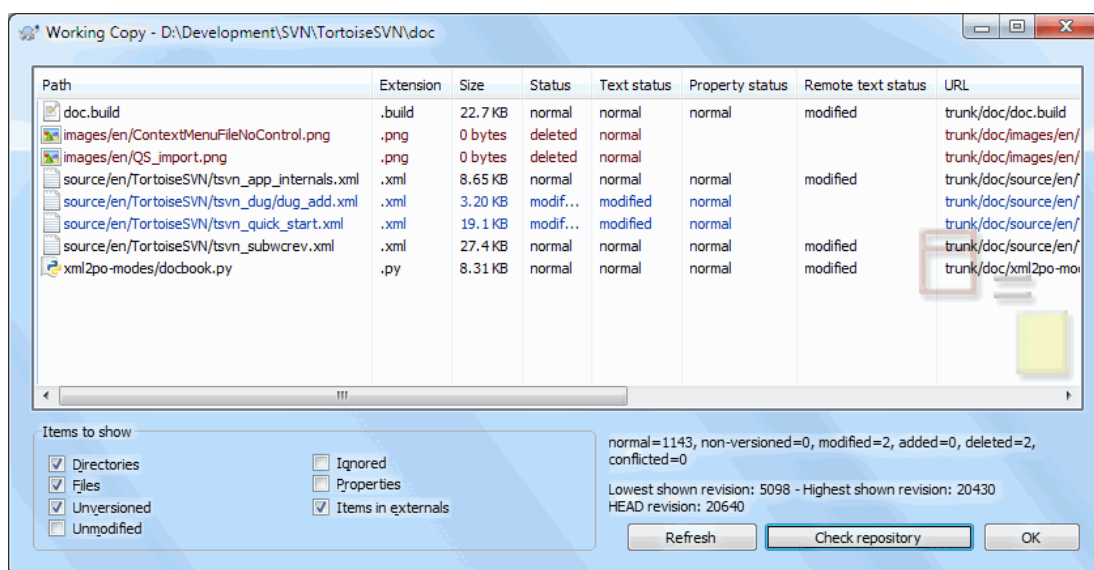 Working Copy - D:\Development\SVN\TortoiseSVN\doc
Path Extension Size Status Text status Property status Remote text status URL
doc.build .build 22.7 KB normal normal normal modified trunk/doc/doc.build
images/en/ContextMenuFileNoControl.png .png 0 bytes deleted normal trunk/doc/images/en/
images/en/QS_import.png .png 0 bytes deleted normal trunk/doc/images/en/
source/en/TortoiseSVN/tsvn_app_internals.xml .xml 8.65 KB normal normal normal modified trunk/doc/source/en/
source/en/TortoiseSVN/tsvn_dug/dug_add.xml .xml 3.20 KB modif... modified normal trunk/doc/source/en/
source/en/TortoiseSVN/tsvn_quick_start.xml .xml 19.1 KB modif... modified normal trunk/doc/source/en/
source/en/TortoiseSVN/tsvn_subwcrev.xml .xml 27.4 KB normal normal normal modified trunk/doc/source/en/
xml2po-modes/docbook.py .py 8.31 KB normal normal normal modified trunk/doc/xml2po-mo
Items to show
Directories Ignored
Files Properties
Unversioned Items in externals
Unmodified
normal=1143, non-versioned=0, modified=2, added=0, deleted=2,
conflicted=0
Lowest shown revision: 5098 - Highest shown revision: 20430
HEAD revision: 20640
Refresh Check repository OK